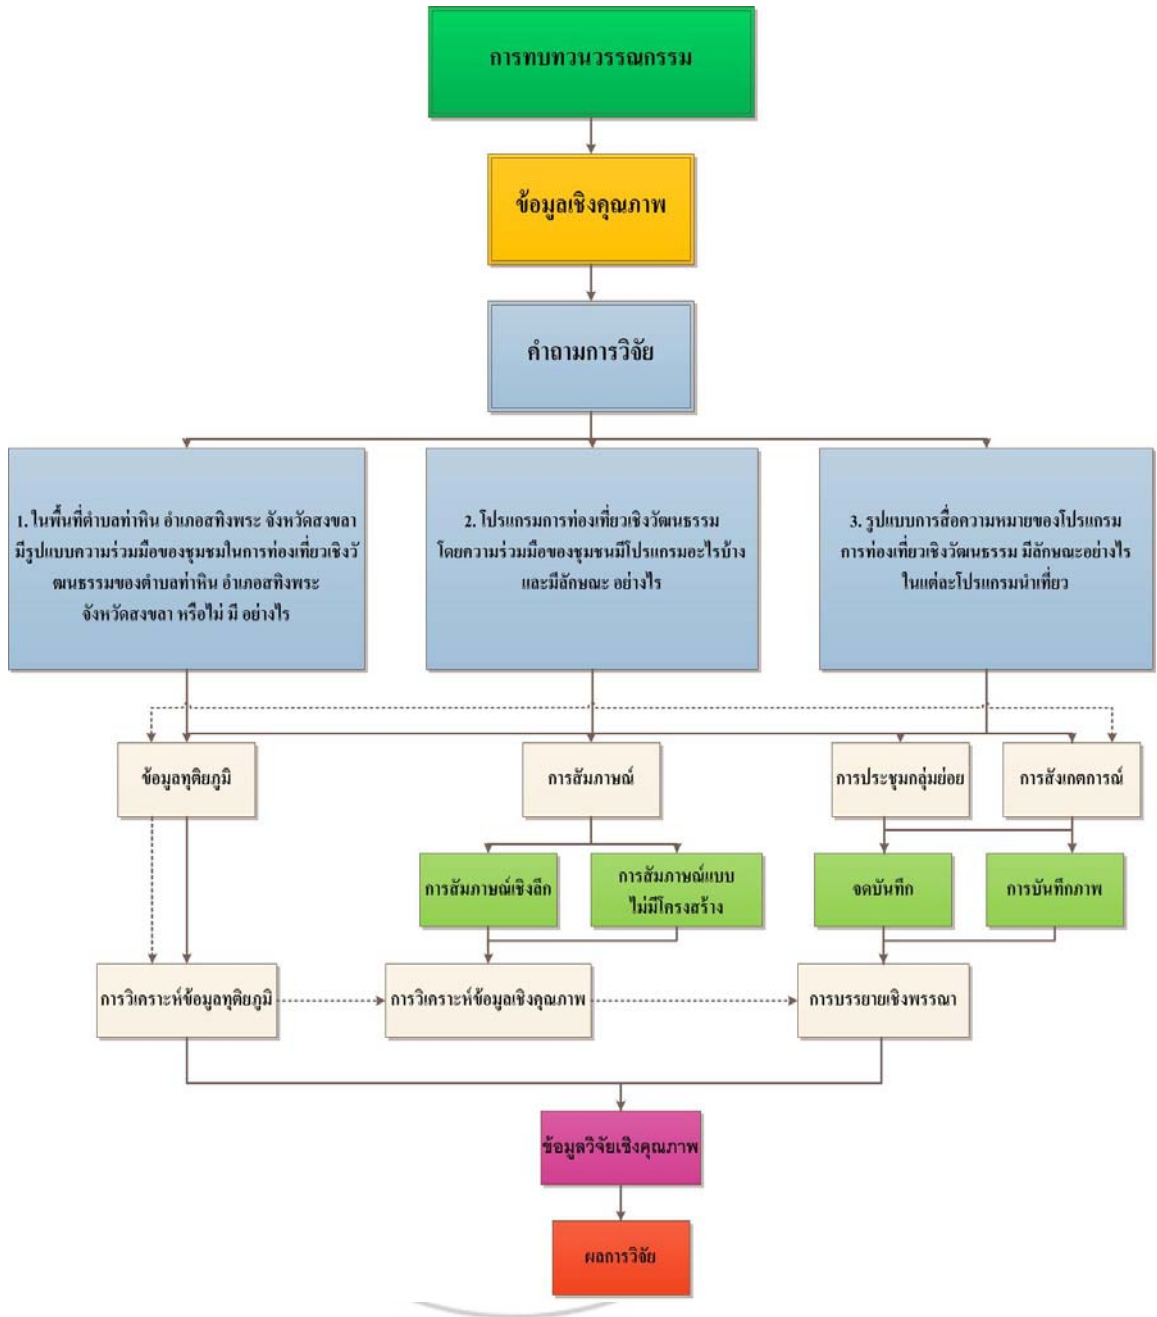 การทบทวนวรรณกรรม
ข้อมูลเชิงคุณภาพ
คำถามการวิจัย
1. ในพื้นที่ตำบลท่าหิน อำเภอสทิงพระ จังหวัดสงขลา
มีรูปแบบความร่วมมือของชุมชมในการท่องเที่ยวเชิงวั
ฒนธรรมของตำบลท่าหิน อำเภอสทิงพระ
จังหวัดสงขลา หรือไม่ มี อย่างไร
2. โปรแกรมการท่องเที่ยวเชิงวัฒนธรรม
โดยความร่วมมือของชุมชนมีโปรแกรมอะไรบ้าง
และมีลักษณะ อย่างไร
3. รูปแบบการสื่อความหมายของโปรแกรม
การท่องเที่ยวเชิงวัฒนธรรม มีลักษณะอย่างไร
ในแต่ละโปรแกรมนำเที่ยว
ข้อมูลทุติยภูมิ
การสัมภาษณ์
การประชุมกลุ่มย่อย
การสังเกตการณ์
การสัมภาษณ์เชิงลึก
การสัมภาษณ์แบบ
ไม่มีโครงสร้าง
จดบันทึก
การบันทึกภาพ
การวิเคราะห์ข้อมูลทุติยภูมิ
การวิเคราะห์ข้อมูลเชิงคุณภาพ
การบรรยายเชิงพรรณา
ข้อมูลวิจัยเชิงคุณภาพ
ผลการวิจัย